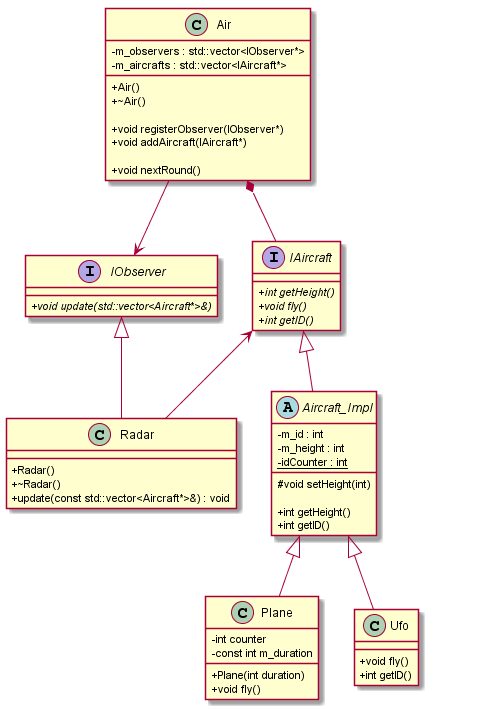 C Air
-m_observers : std::vector<IObserver*>
-m_aircrafts : std::vector<IAircraft*>
+Air()
+~Air()
+void registerObserver(IObserver*)
+void addAircraft(IAircraft*)
+void nextRound()
I IObserver
+void update(std::vector<Aircraft*>&)
I IAircraft
+int getHeight()
+void fly()
+int getID()
C Radar
+Radar()
+~Radar()
+update(const std::vector<Aircraft*>&) : void
A Aircraft_Impl
-m_id : int
-m_height : int
-idCounter : int
#void setHeight(int)
+int getHeight()
+int getID()
C Plane
-int counter
-const int m_duration
+Plane(int duration)
+void fly()
C Ufo
+void fly()
+int getID()